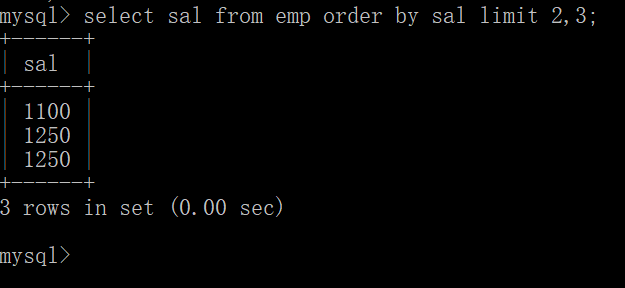 mysql> select sal from emp order by sal limit 2,3;
+------+
| sal  |
+------+
| 1100 |
| 1250 |
| 1250 |
+------+
3 rows in set (0.00 sec)
mysql>